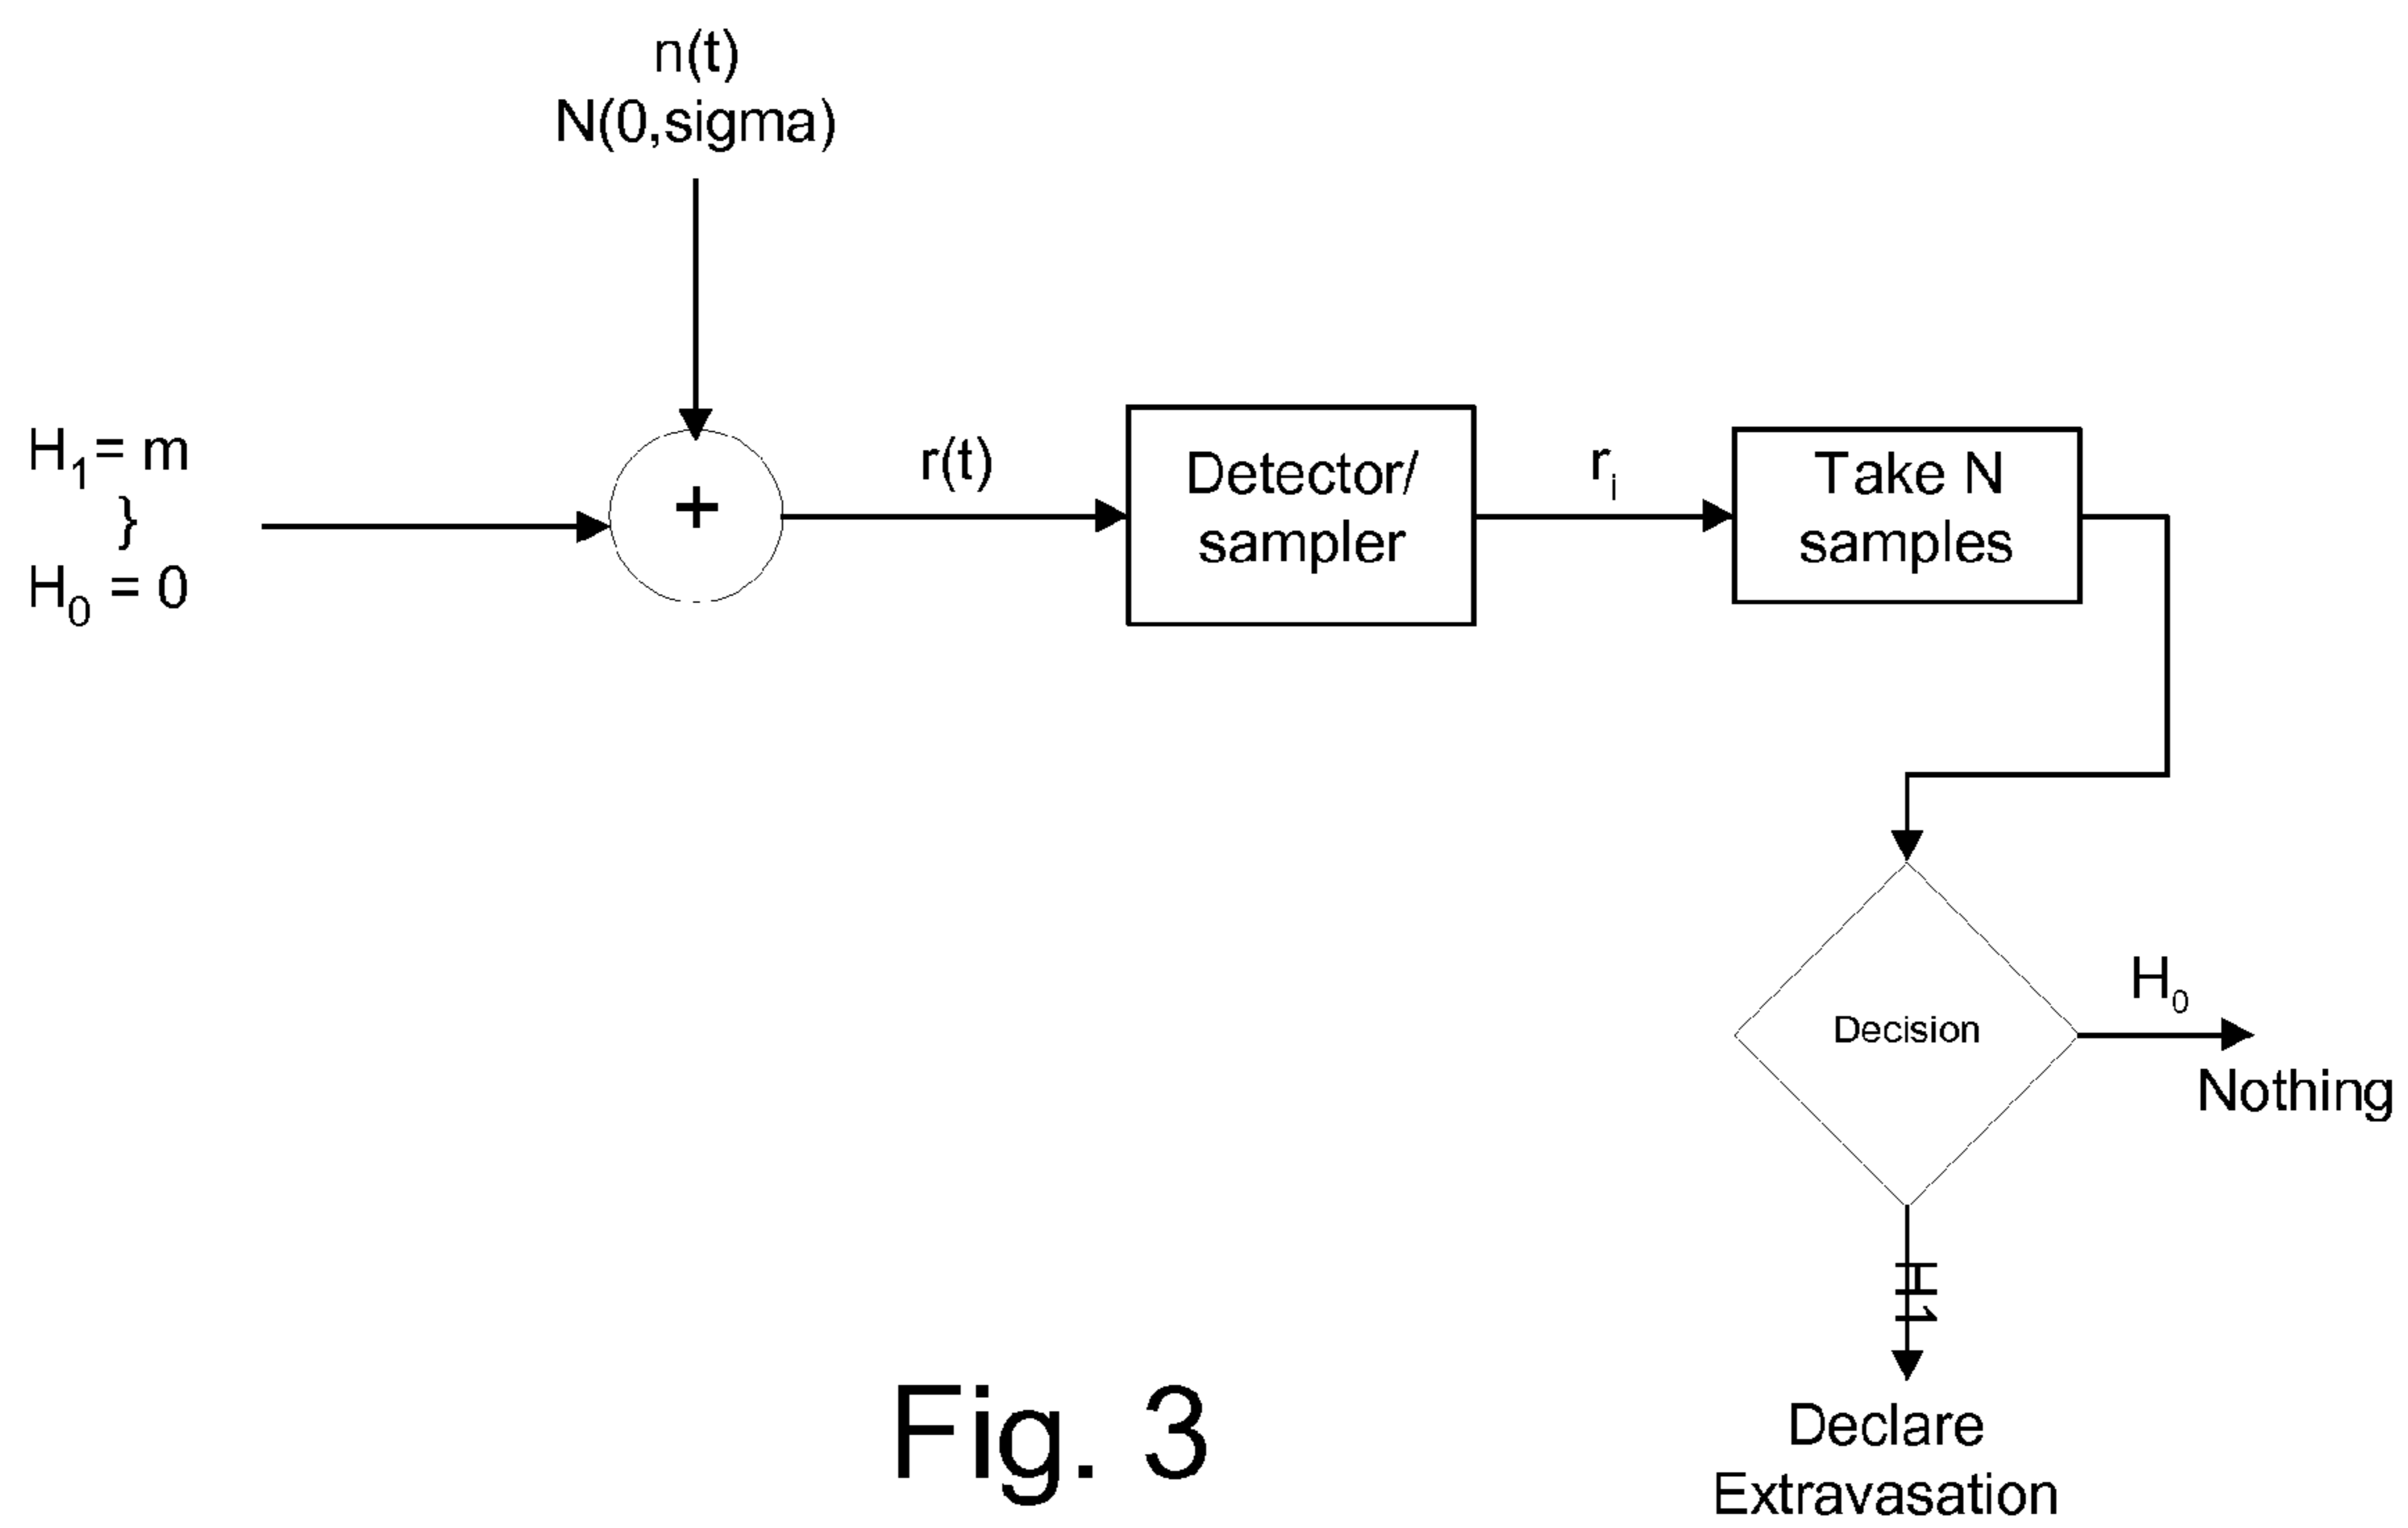 n(t)
N(0,sigma)
H₁= m
}
H₀ = 0
+
r(t)
Detector/
sampler
rᵢ
Take N
samples
Decision
H₀
Nothing
H1
Declare
Extravasation
Fig. 3